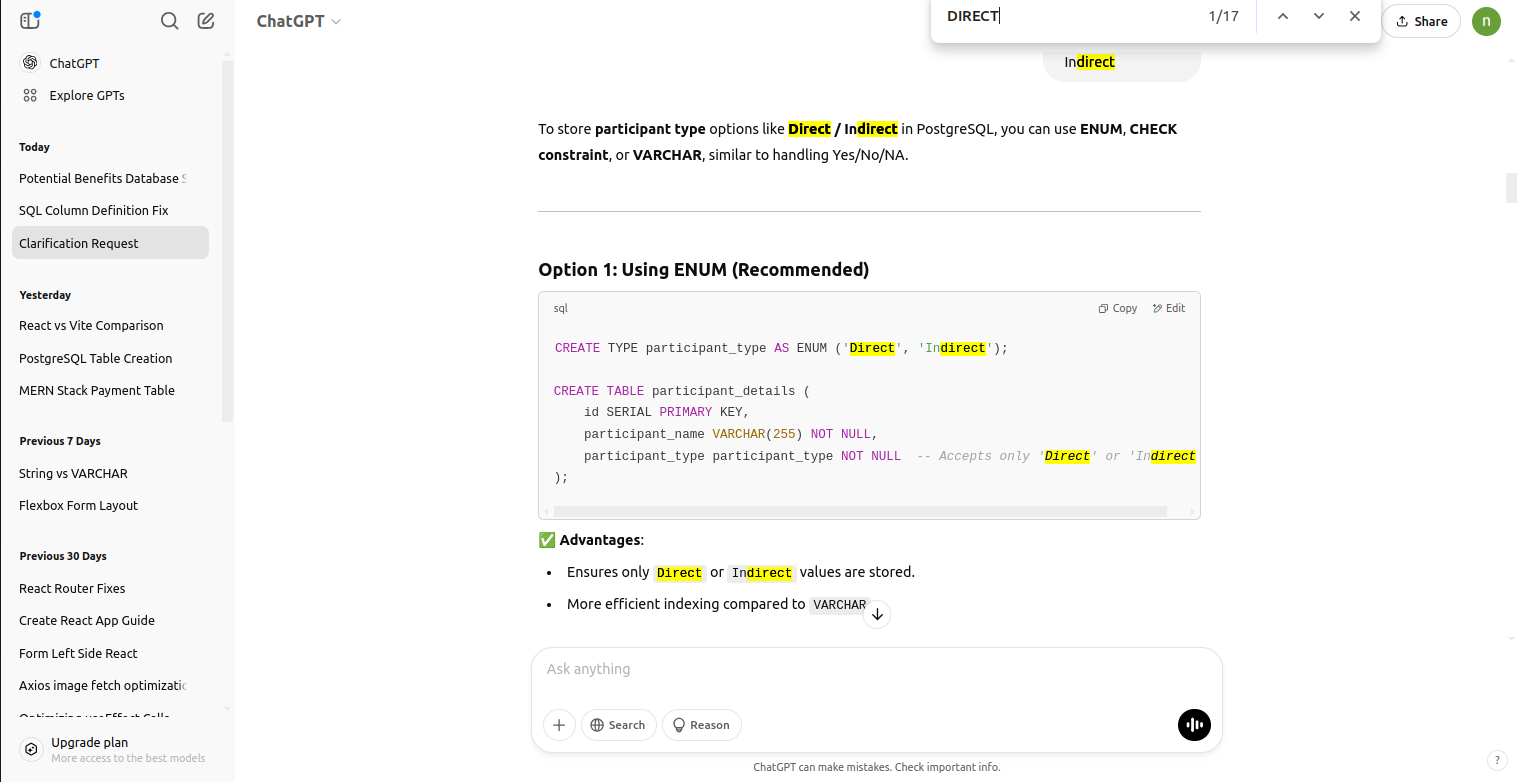 ChatGPT
DIRECT
1/17
Share
n
ChatGPT
Explore GPTs
Today
Potential Benefits Database
SQL Column Definition Fix
Clarification Request
Yesterday
React vs Vite Comparison
PostgreSQL Table Creation
MERN Stack Payment Table
Previous 7 Days
String vs VARCHAR
Flexbox Form Layout
Previous 30 Days
React Router Fixes
Create React App Guide
Form Left Side React
Axios image fetch optimizatic
Optimizing useEffect Calls
Upgrade plan
More access to the best models
Indirect
To store participant type options like Direct / Indirect in PostgreSQL, you can use ENUM, CHECK
constraint, or VARCHAR, similar to handling Yes/No/NA.
Option 1: Using ENUM (Recommended)
sql
Copy
Edit
CREATE TYPE participant_type AS ENUM ('Direct', 'Indirect');
CREATE TABLE participant_details (
id SERIAL PRIMARY KEY,
participant_name VARCHAR(255) NOT NULL,
participant_type participant_type NOT NULL -- Accepts only 'Direct' or 'Indirect
);
✅ Advantages:
• Ensures only Direct or Indirect values are stored.
• More efficient indexing compared to VARCHAR
Ask anything
Search
Reason
ChatGPT can make mistakes. Check important info.
?